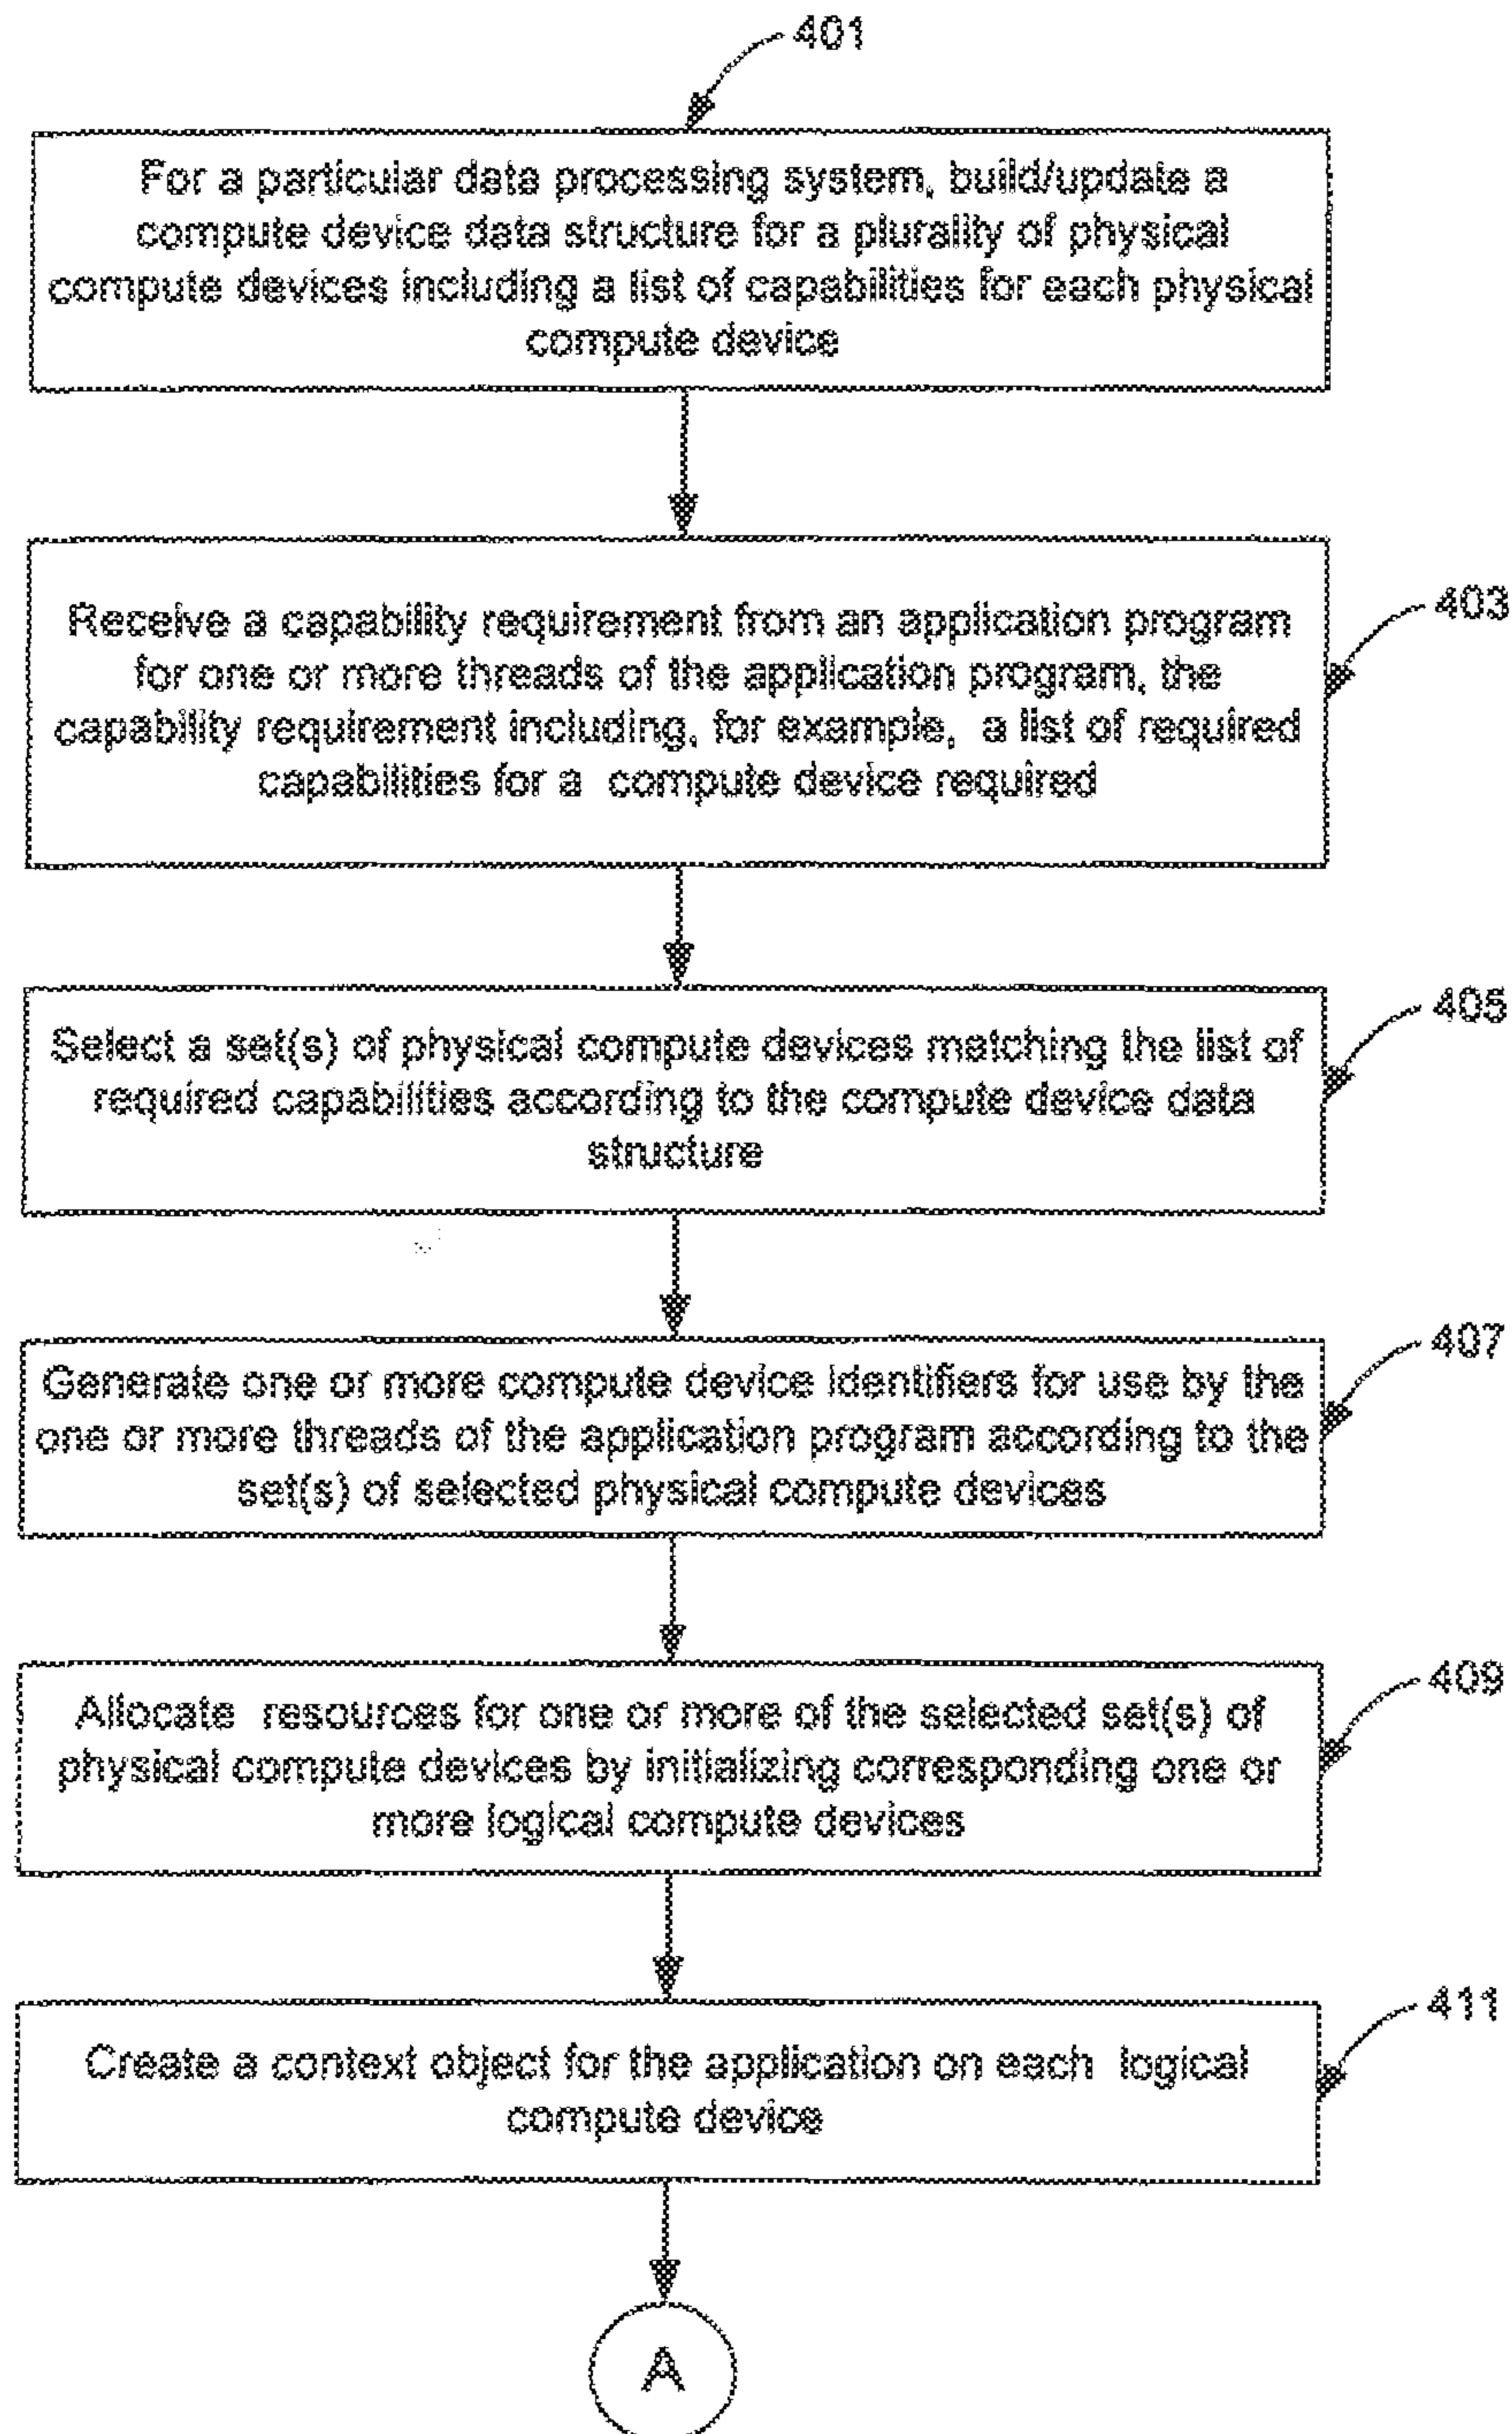 401
For a particular data processing system, build/update a
compute device data structure for a plurality of physical
compute devices including a list of capabilities for each physical
compute device
Receive a capability requirement from an application program
for one or more threads of the application program, the
capability requirement including, for example, a list of required
capabilities for a compute device required
403
Select a set(s) of physical compute devices matching the list of
required capabilities according to the compute device data
structure
405
Generate one or more compute device identifiers for use by the
one or more threads of the application program according to the
set(s) of selected physical compute devices
407
Allocate resources for one or more of the selected set(s) of
physical compute devices by initializing corresponding one or
more logical compute devices
409
Create a context object for the application on each logical
compute device
411
A